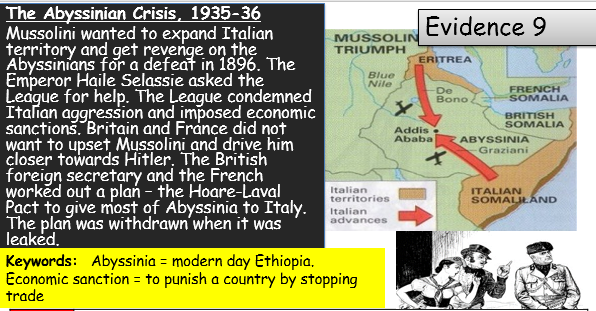 The Abyssinian Crisis, 1935-36
Mussolini wanted to expand Italian
territory and get revenge on the
Abyssinians for a defeat in 1896. The
Emperor Haile Selassie asked the
League for help. The League condemned
Italian aggression and imposed economic
sanctions. Britain and France did not
want to upset Mussolini and drive him
closer towards Hitler. The British
foreign secretary and the French
worked out a plan – the Hoare-Laval
Pact to give most of Abyssinia to Italy.
The plan was withdrawn when it was
leaked.
Keywords: Abyssinia = modern day Ethiopia.
Economic sanction = to punish a country by stopping
trade
Evidence 9
MUSSOLIN
TRIUMPH
ERITREA
Blue
Nile
De
Bono
FRENCH
SOMALIA
BRITISH
SOMALIA
Addis
Ababa
ABYSSINIA
Graziani
ITALIAN
SOMALILAND
Italian
territories
Italian
advances